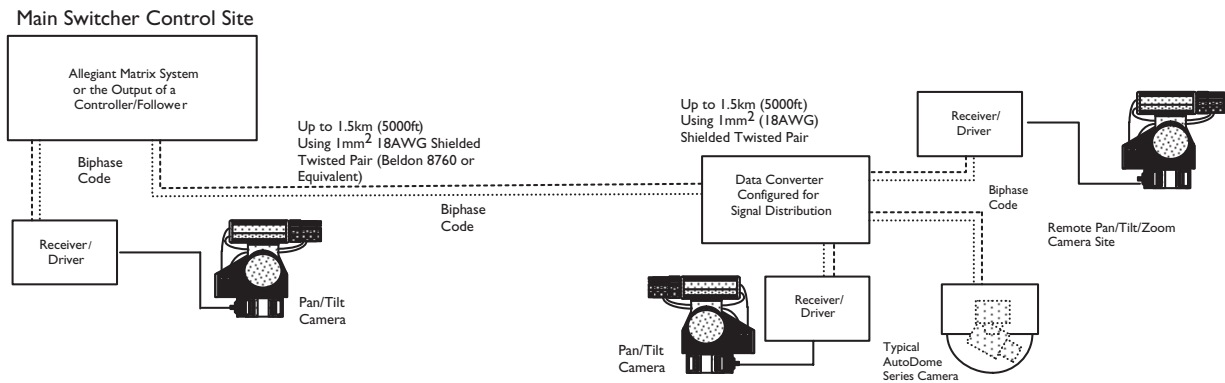 Main Switcher Control Site
Allegiant Matrix System
or the Output of a
Controller/Follower
Biphase
Code
Receiver/
Driver
Pan/Tilt
Camera
Up to 1.5km (5000ft)
Using 1mm² 18AWG Shielded
Twisted Pair (Beldon 8760 or
Equivalent)
Biphase
Code
Up to 1.5km (5000ft)
Using 1mm² (18AWG)
Shielded Twisted Pair
Data Converter
Configured for
Signal Distribution
Receiver/
Driver
Biphase
Code
Remote Pan/Tilt/Zoom
Camera Site
Receiver/
Driver
Pan/Tilt
Camera
Typical
AutoDome
Series Camera